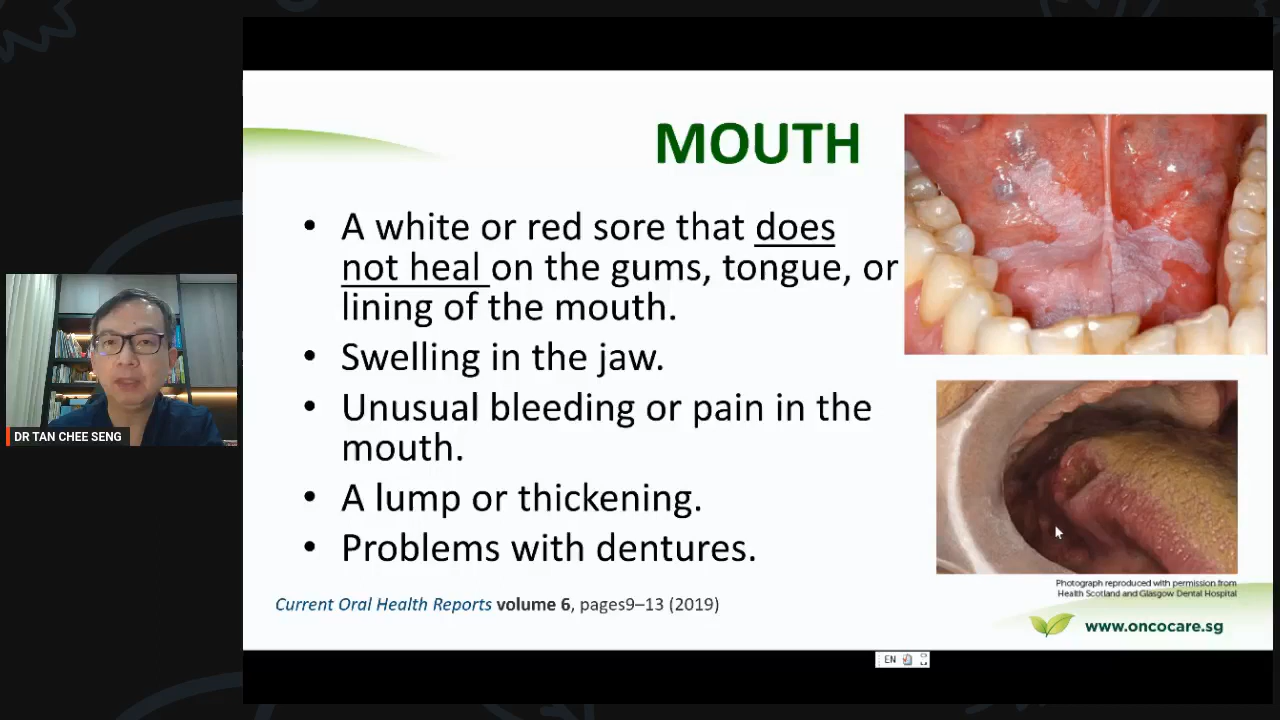 MOUTH
• A white or red sore that does
not heal on the gums, tongue, or
lining of the mouth.
• Swelling in the jaw.
• Unusual bleeding or pain in the
mouth.
• A lump or thickening.
• Problems with dentures.
Current Oral Health Reports volume 6, pages9–13 (2019)
Photograph reproduced with permission from
Health Scotland and Glasgow Dental Hospital
www.oncocare.sg
DR TAN CHEE SENG
EN